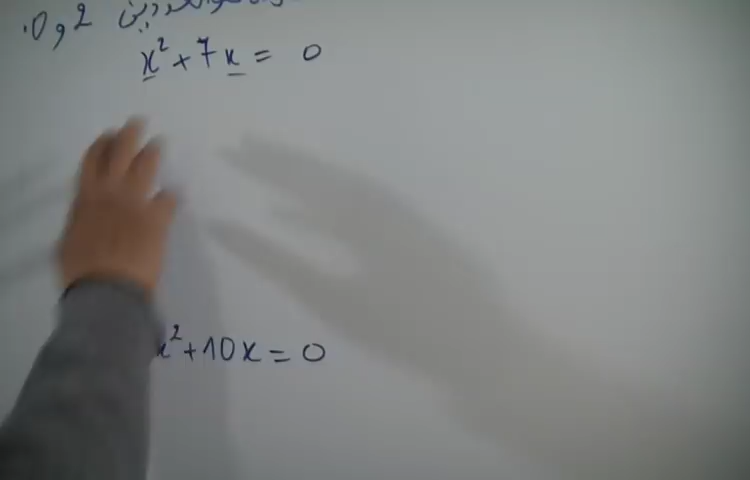 2 و 0.
x² + 7x = 0
x² + 10x = 0